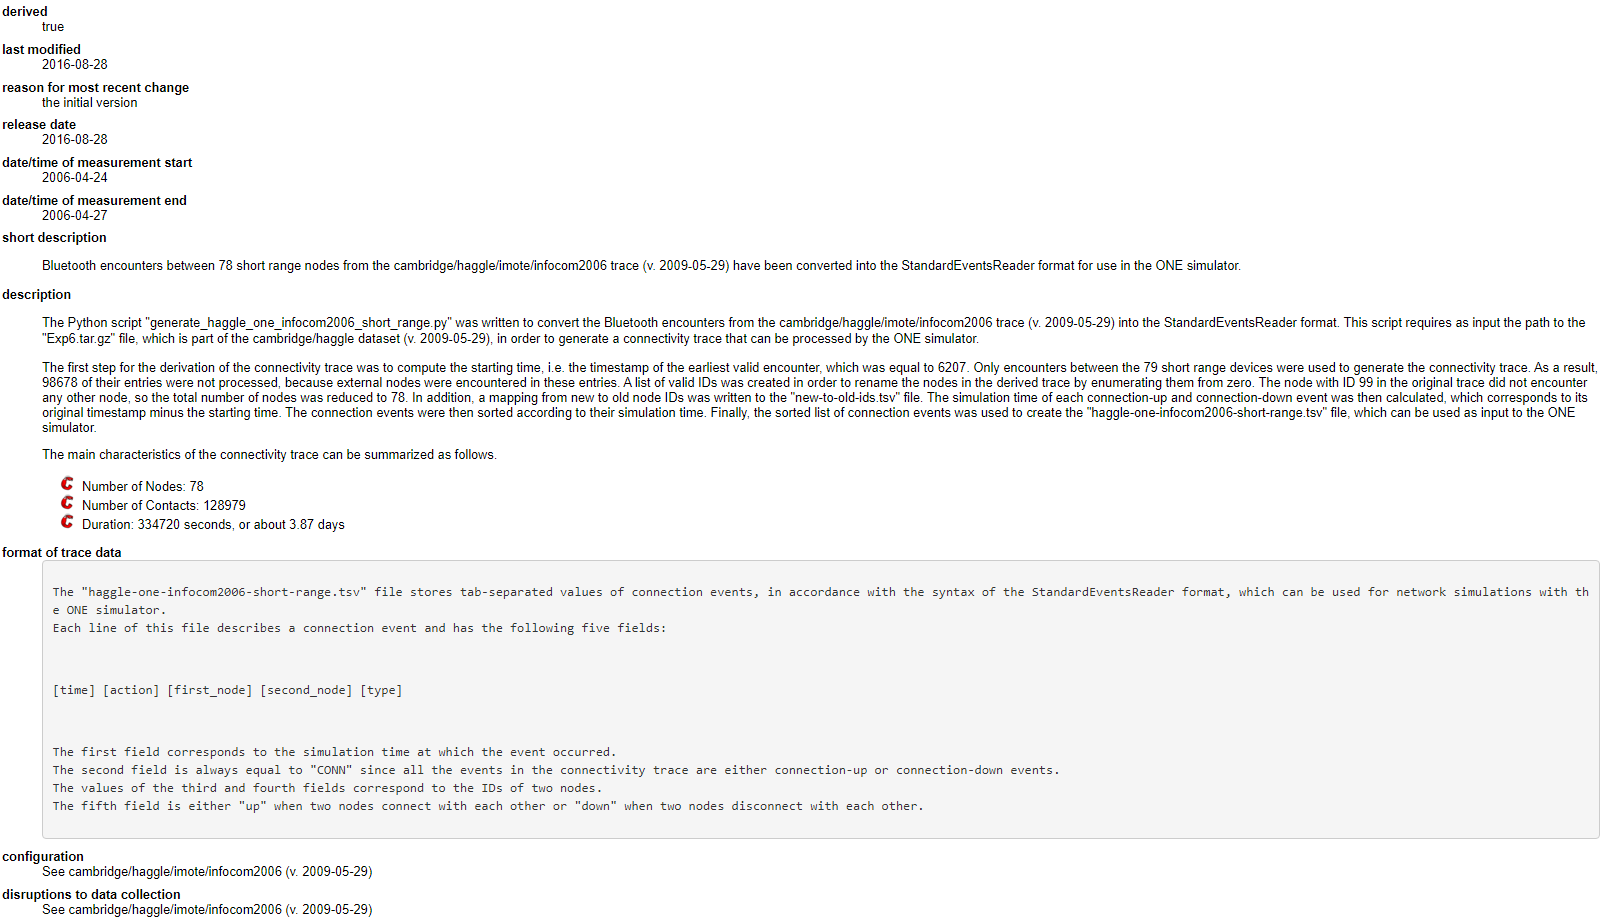 derived
true
last modified
2016-08-28
reason for most recent change
the initial version
release date
2016-08-28
date/time of measurement start
2006-04-24
date/time of measurement end
2006-04-27
short description
Bluetooth encounters between 78 short range nodes from the cambridge/haggle/imote/infocom2006 trace (v. 2009-05-29) have been converted into the StandardEventsReader format for use in the ONE simulator.
description
The Python script "generate_haggle_one_infocom2006_short_range.py" was written to convert the Bluetooth encounters from the cambridge/haggle/imote/infocom2006 trace (v. 2009-05-29) into the StandardEventsReader format. This script requires as input the path to the
"Exp6.tar.gz" file, which is part of the cambridge/haggle dataset (v. 2009-05-29), in order to generate a connectivity trace that can be processed by the ONE simulator.
The first step for the derivation of the connectivity trace was to compute the starting time, i.e. the timestamp of the earliest valid encounter, which was equal to 6207. Only encounters between the 79 short range devices were used to generate the connectivity trace. As a result,
98678 of their entries were not processed, because external nodes were encountered in these entries. A list of valid IDs was created in order to rename the nodes in the derived trace by enumerating them from zero. The node with ID 99 in the original trace did not encounter
any other node, so the total number of nodes was reduced to 78. In addition, a mapping from new to old node IDs was written to the "new-to-old-ids.tsv" file. The simulation time of each connection-up and connection-down event was then calculated, which corresponds to its
original timestamp minus the starting time. The connection events were then sorted according to their simulation time. Finally, the sorted list of connection events was used to create the "haggle-one-infocom2006-short-range.tsv" file, which can be used as input to the ONE
simulator.
The main characteristics of the connectivity trace can be summarized as follows.
Number of Nodes: 78
Number of Contacts: 128979
Duration: 334720 seconds, or about 3.87 days
format of trace data
The "haggle-one-infocom2006-short-range.tsv" file stores tab-separated values of connection events, in accordance with the syntax of the StandardEventsReader format, which can be used for network simulations with th
e ONE simulator.
Each line of this file describes a connection event and has the following five fields:
[time] [action] [first_node] [second_node] [type]
The first field corresponds to the simulation time at which the event occurred.
The second field is always equal to "CONN" since all the events in the connectivity trace are either connection-up or connection-down events.
The values of the third and fourth fields correspond to the IDs of two nodes.
The fifth field is either "up" when two nodes connect with each other or "down" when two nodes disconnect with each other.
configuration
See cambridge/haggle/imote/infocom2006 (v. 2009-05-29)
disruptions to data collection
See cambridge/haggle/imote/infocom2006 (v. 2009-05-29)